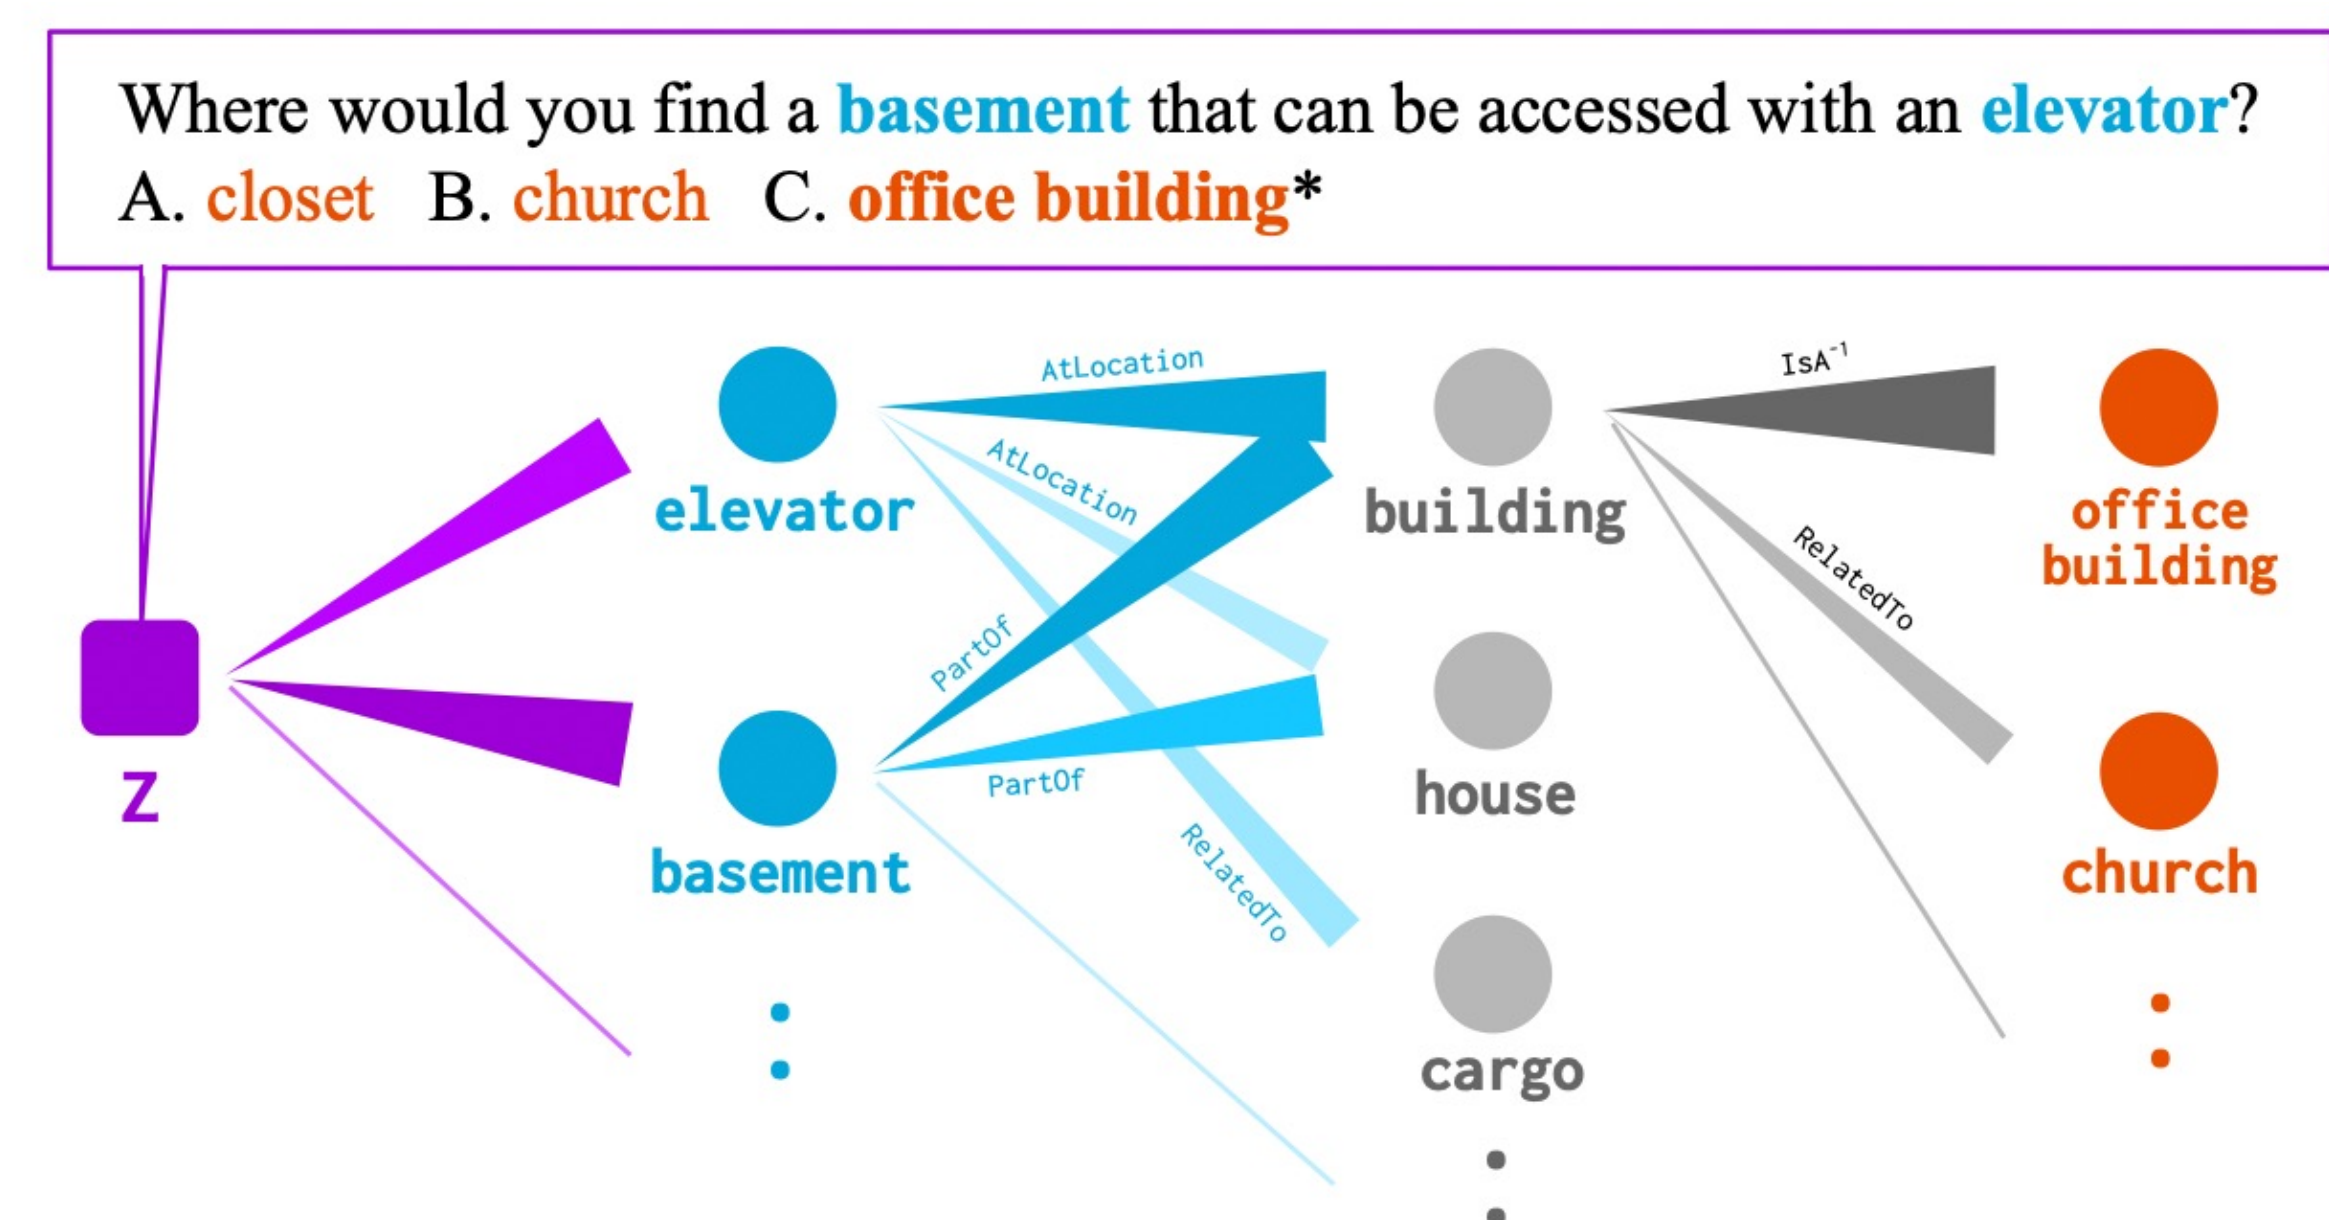 Where would you find a basement that can be accessed with an elevator?
A. closet B. church C. office building*
AtLocation
IsA⁻¹
AtLocation
elevator
building
office
building
RelatedTo
PartOf
Z
PartOf
house
RelatedTo
basement
church
cargo